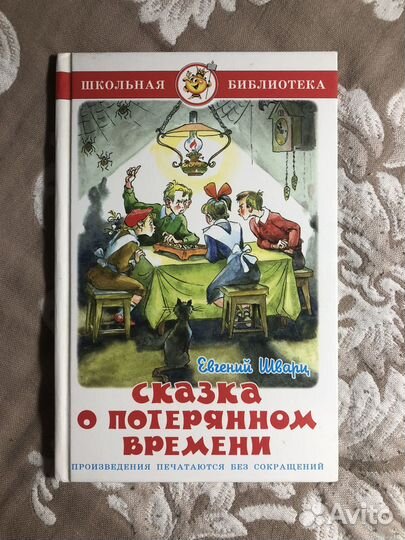 ШКОЛЬНАЯ БИБЛИОТЕКА
Евгений Шварц
СКАЗКА
О ПОТЕРЯННОМ
ВРЕМЕНИ
ПРОИЗВЕДЕНИЯ ПЕЧАТАЮТСЯ БЕЗ СОКРАЩЕНИЙ
Avito